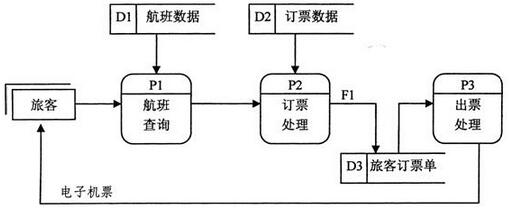 D1 航班数据
D2 订票数据
P1
P2
P3
旅客
航班
查询
订票
处理
F1
出票
处理
D3 旅客订票单
电子机票